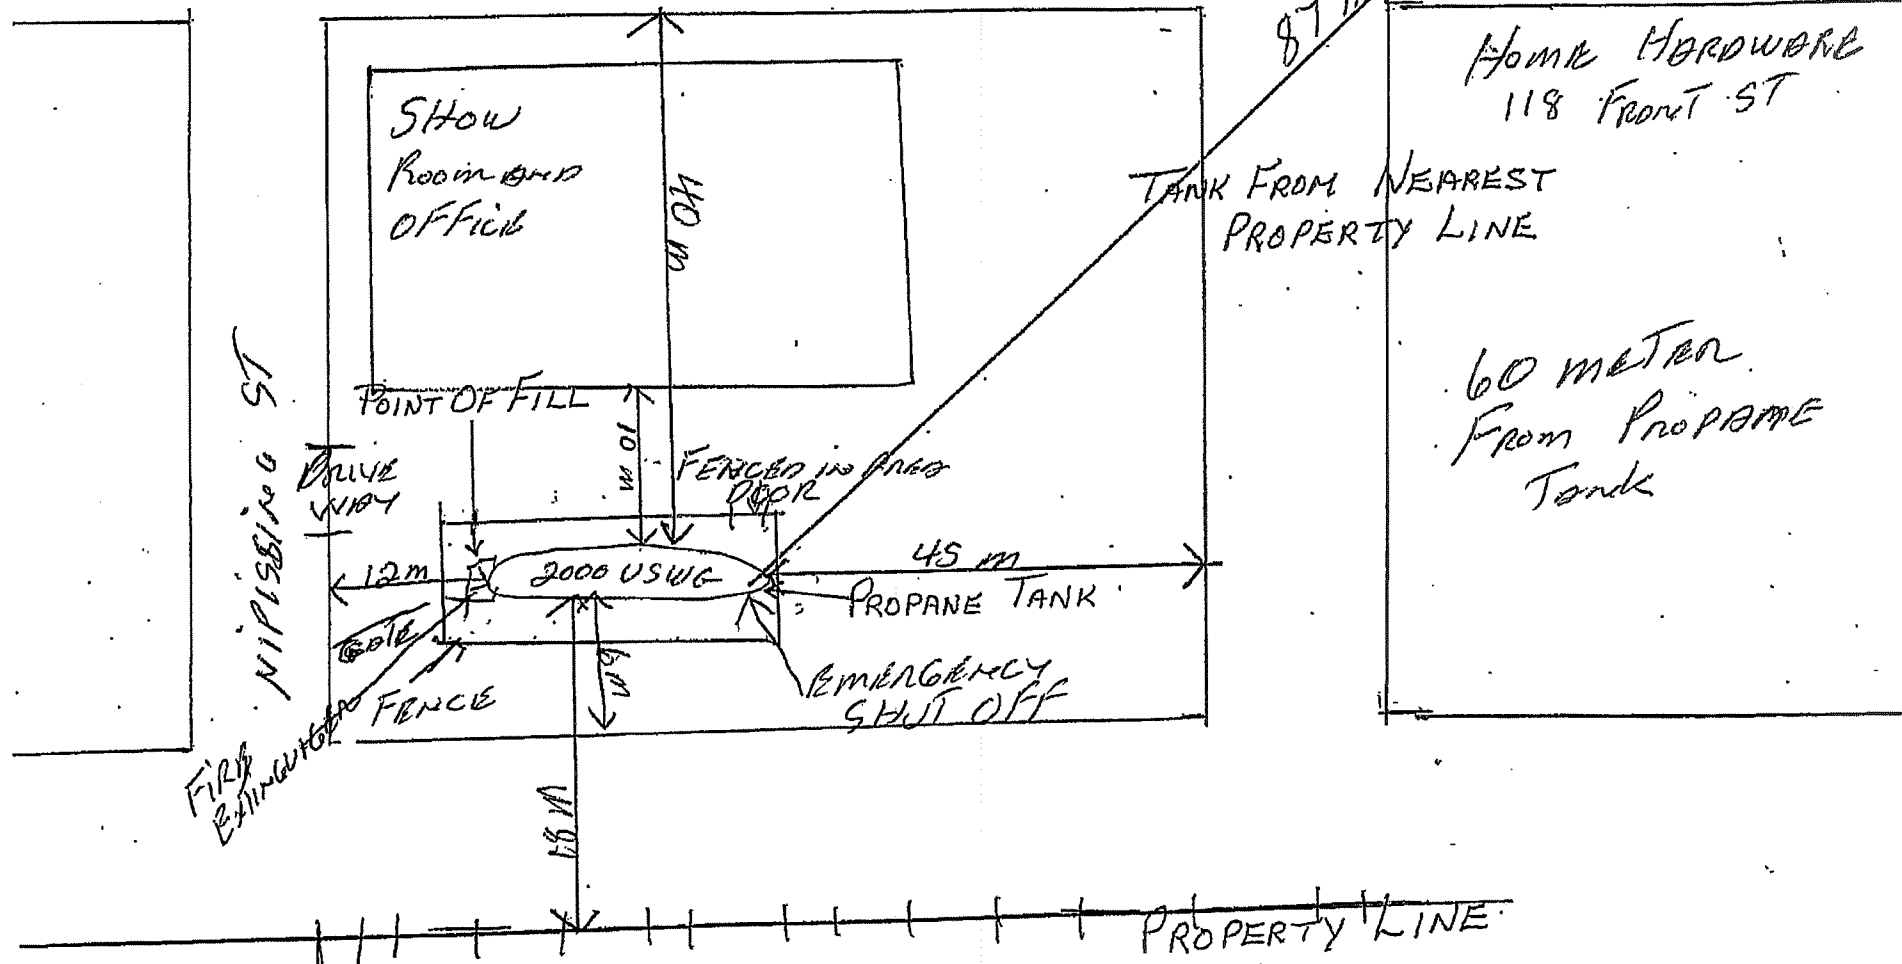 87 m
HOME HARDWARE
118 FRONT ST
SHOW
ROOM AND
OFFICE
40 m
TANK FROM NEAREST
PROPERTY LINE
NIPISSING ST
60 METER
FROM PROPANE
TANK
POINT OF FILL
DRIVE
WAY
10 m
FENCED IN AREA
DOOR
12m
2000 USWG
45 m
PROPANE TANK
GATE
FENCE
EMERGENCY
SHUT OFF
FIRE
EXTINGUISHER
18 M
PROPERTY LINE